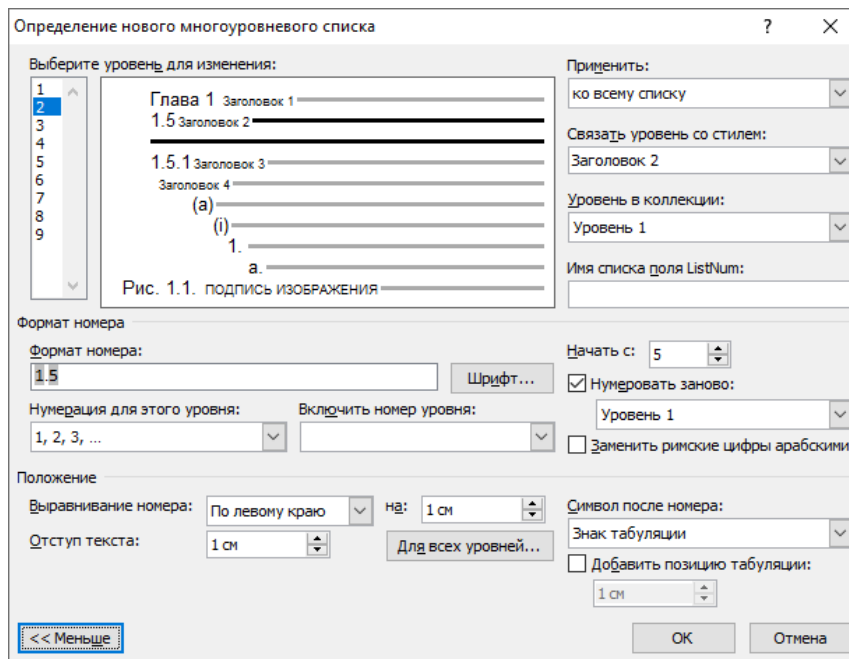 Определение нового многоуровневого списка
Выберите уровень для изменения:
1
2
3
4
5
6
7
8
9
Глава 1 Заголовок 1
1.5 Заголовок 2
1.5.1 Заголовок 3
Заголовок 4
(a)
(i)
1.
a.
Рис. 1.1. ПОДПИСЬ ИЗОБРАЖЕНИЯ
Применить:
ко всему списку
Связать уровень со стилем:
Заголовок 2
Уровень в коллекции:
Уровень 1
Имя списка поля ListNum:
Формат номера
Формат номера:
1.5
Шрифт...
Нумерация для этого уровня:
1, 2, 3, ...
Включить номер уровня:
Начать с:
5
Нумеровать заново:
Уровень 1
Заменить римские цифры арабскими
Положение
Выравнивание номера:
По левому краю
на:
1 см
Отступ текста:
1 см
Для всех уровней...
Символ после номера:
Знак табуляции
Добавить позицию табуляции:
1 см
<< Меньше
ОК
Отмена